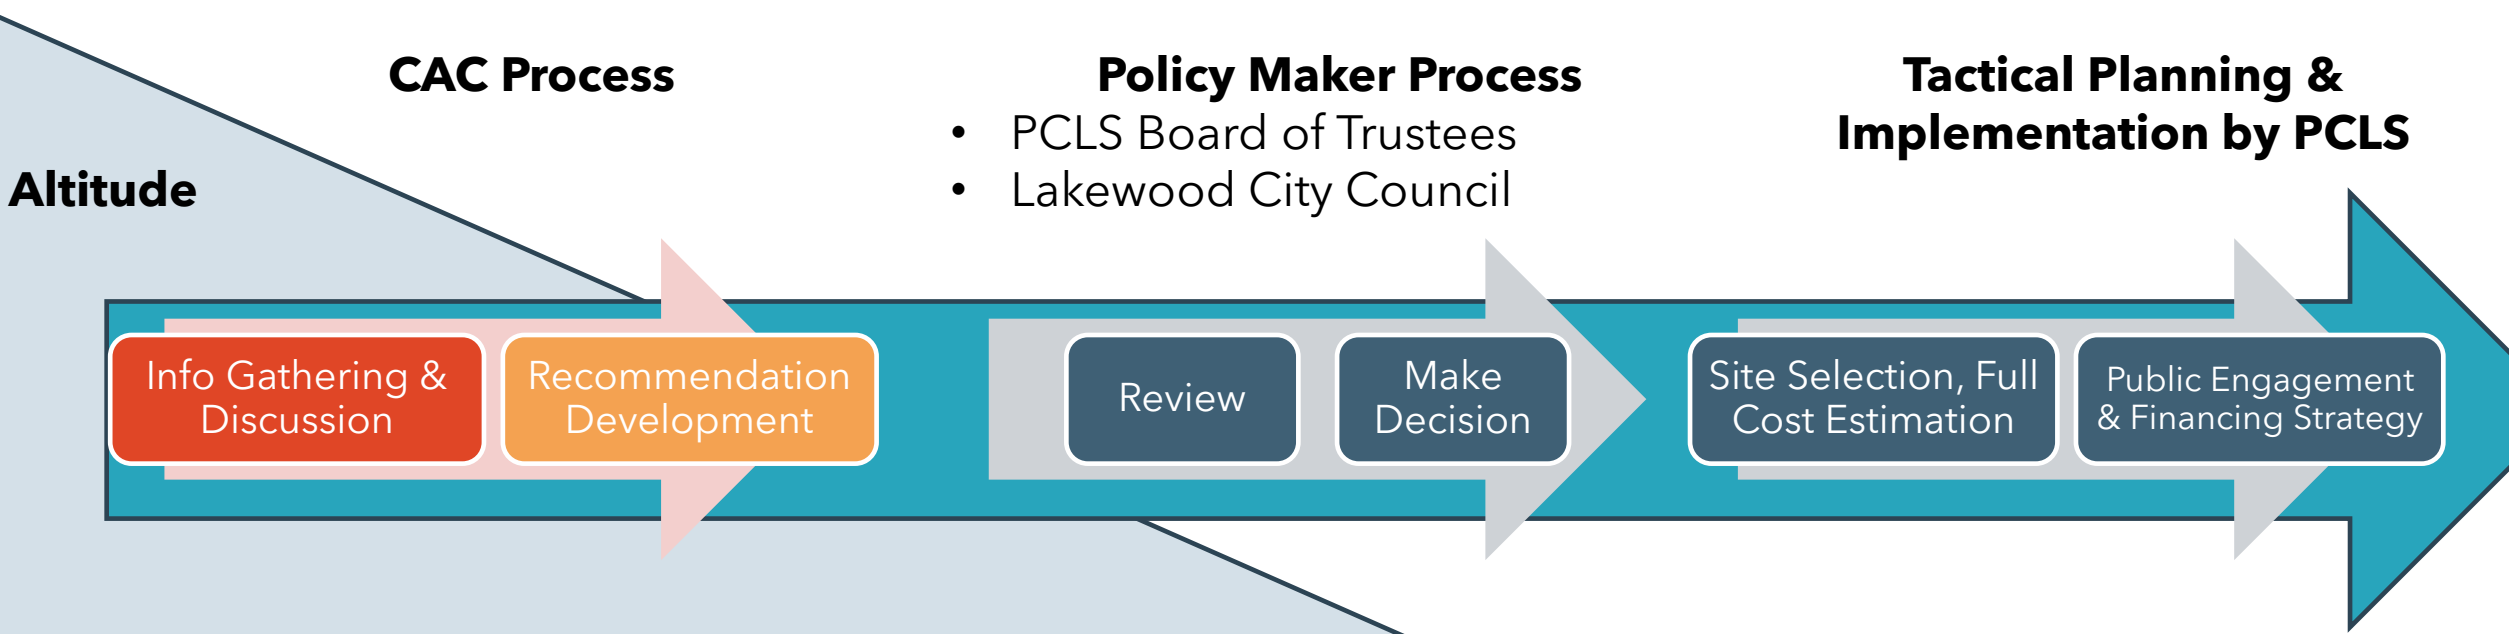 CAC Process
Policy Maker Process
• PCLS Board of Trustees
• Lakewood City Council
Tactical Planning &
Implementation by PCLS
Altitude
Info Gathering &
Discussion
Recommendation
Development
Review
Make
Decision
Site Selection, Full
Cost Estimation
Public Engagement
& Financing Strategy